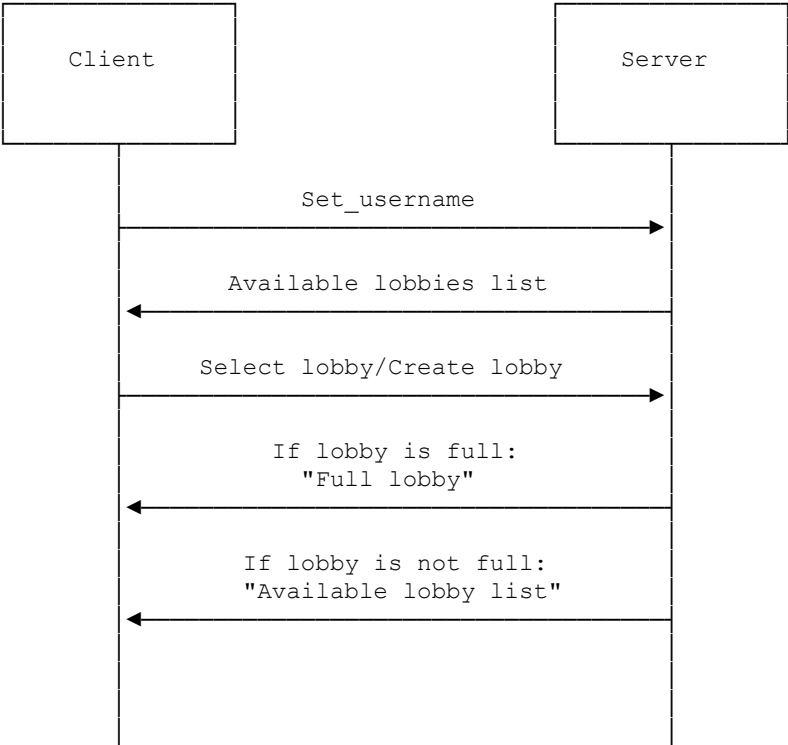 Client
Server
Set_username
Available lobbies list
Select lobby/Create lobby
If lobby is full:
"Full lobby"
If lobby is not full:
"Available lobby list"